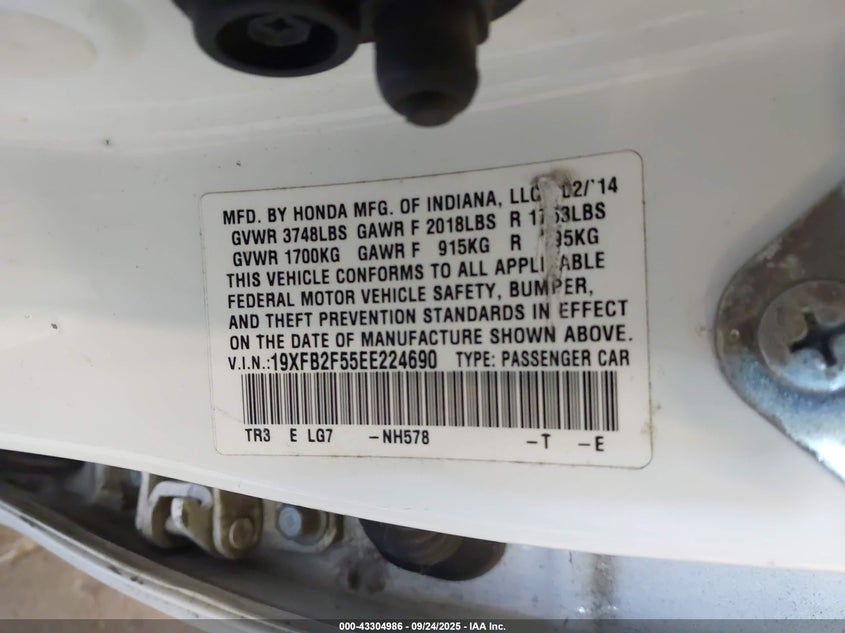 MFD. BY HONDA MFG. OF INDIANA, LLC 02/'14
GVWR 3748LBS GAWR F 2018LBS R 1753LBS
GVWR 1700KG GAWR F 915KG R 795KG
THIS VEHICLE CONFORMS TO ALL APPLICABLE
FEDERAL MOTOR VEHICLE SAFETY, BUMPER,
AND THEFT PREVENTION STANDARDS IN EFFECT
ON THE DATE OF MANUFACTURE SHOWN ABOVE.
V.I.N.:19XFB2F55EE224690 TYPE: PASSENGER CAR
TR3 E LG7 -NH578 -T -E
000-43304986 - 09/24/2025 - IAA Inc.